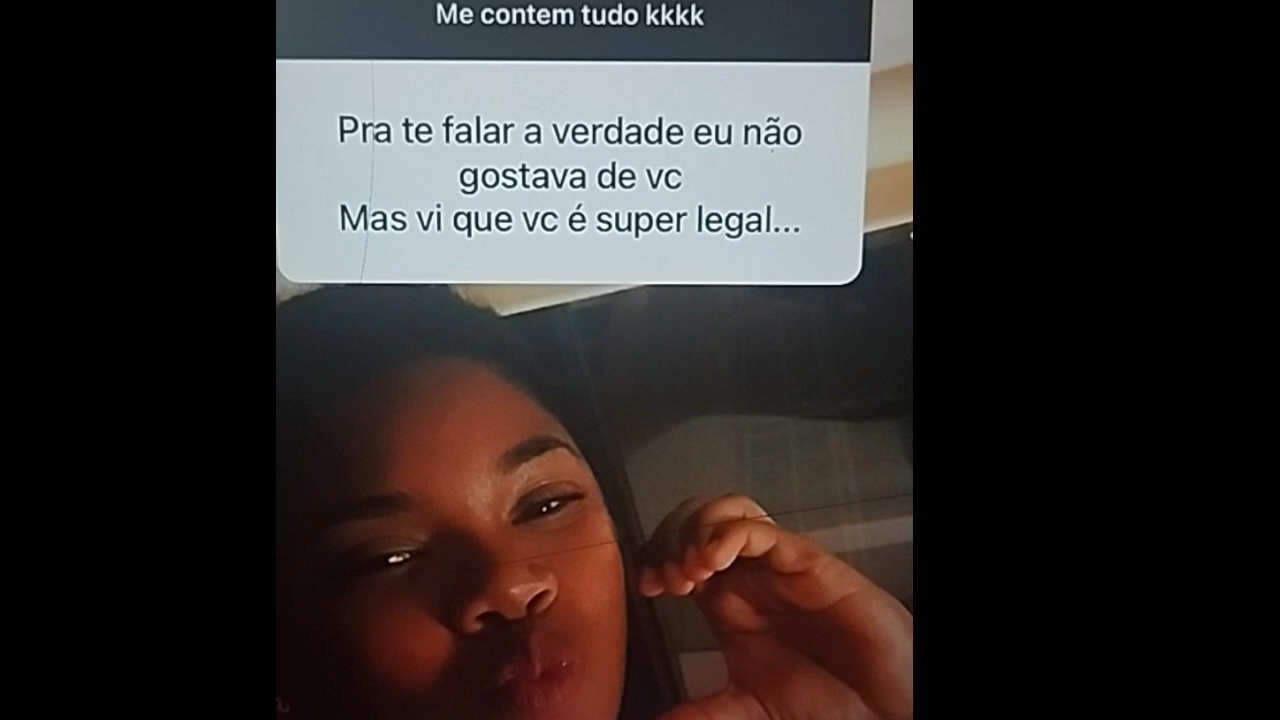 Me contem tudo kkkk
Pra te falar a verdade eu não
gostava de vc
Mas vi que vc é super legal...